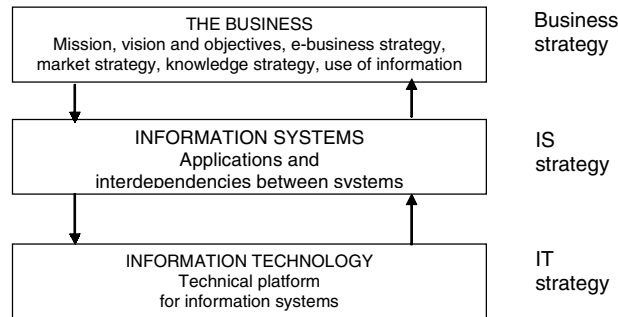 THE BUSINESS
Mission, vision and objectives, e-business strategy,
market strategy, knowledge strategy, use of information
Business
strategy
INFORMATION SYSTEMS
Applications and
interdependencies between systems
IS
strategy
INFORMATION TECHNOLOGY
Technical platform
for information systems
IT
strategy